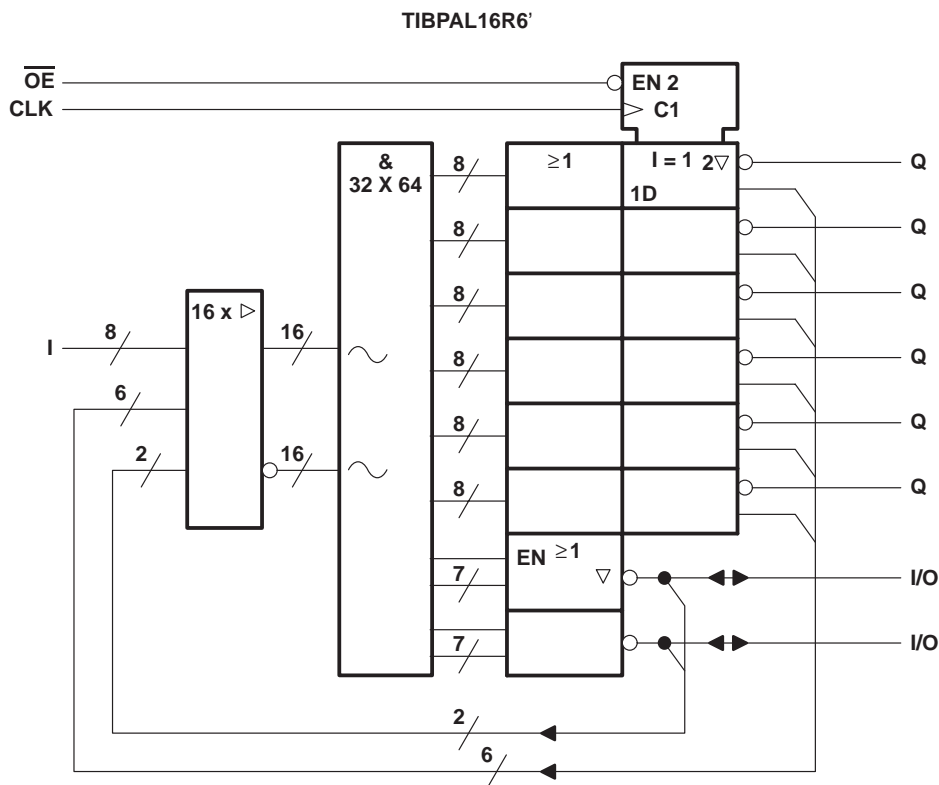 TIBPAL16R6’
OE
EN 2
CLK
C1
&
32 X 64
8
≥1
I = 1 2▽
Q
1D
8
Q
8
Q
16 x ▷
I
8
16
8
Q
6
8
Q
2
16
8
Q
EN ≥1
▽
7
I/O
7
I/O
2
6